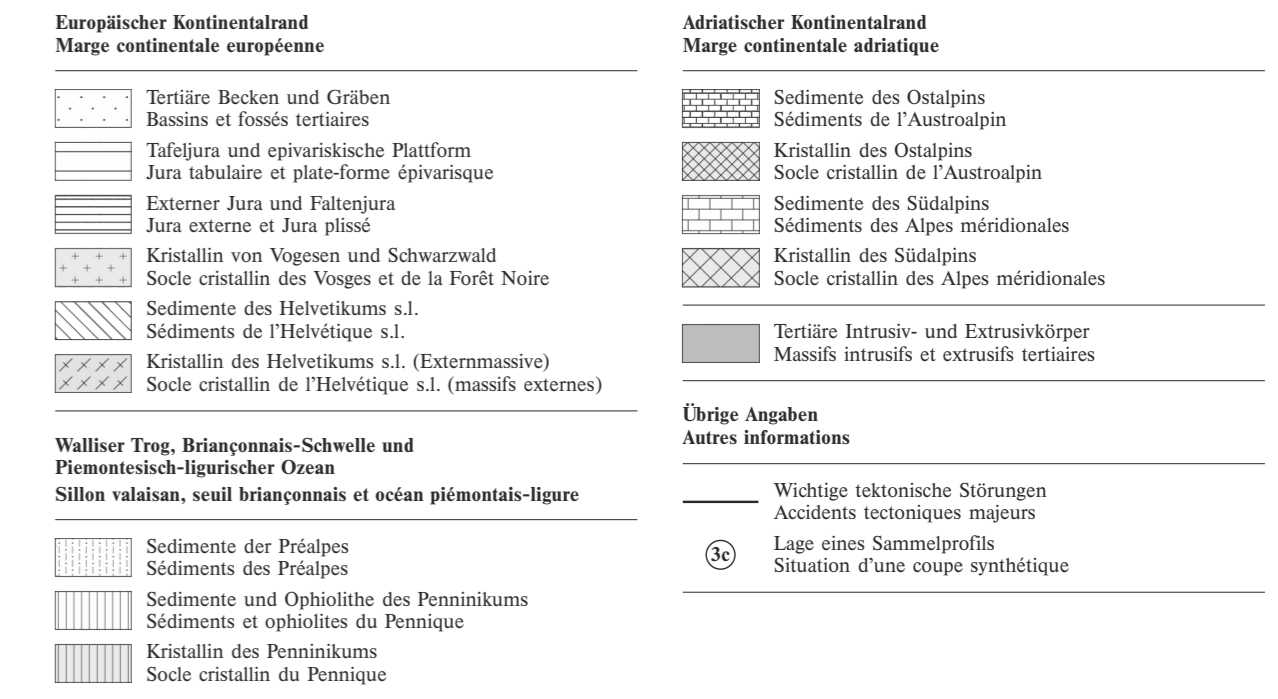 Europäischer Kontinentalrand
Marge continentale européenne
Tertiäre Becken und Gräben
Bassins et fossés tertiaires
Tafeljura und epivariskische Plattform
Jura tabulaire et plate-forme épivarisque
Externer Jura und Faltenjura
Jura externe et Jura plissé
Kristallin von Vogesen und Schwarzwald
Socle cristallin des Vosges et de la Forêt Noire
Sedimente des Helvetikums s.l.
Sédiments de l'Helvétique s.l.
Kristallin des Helvetikums s.l. (Externmassive)
Socle cristallin de l'Helvétique s.l. (massifs externes)
Walliser Trog, Briançonnais-Schwelle und
Piemontesisch-ligurischer Ozean
Sillon valaisan, seuil briançonnais et océan piémontais-ligure
Sedimente der Préalpes
Sédiments des Préalpes
Sedimente und Ophiolithe des Penninikums
Sédiments et ophiolites du Pennique
Kristallin des Penninikums
Socle cristallin du Pennique
Adriatischer Kontinentalrand
Marge continentale adriatique
Sedimente des Ostalpins
Sédiments de l'Austroalpin
Kristallin des Ostalpins
Socle cristallin de l'Austroalpin
Sedimente des Südalpins
Sédiments des Alpes méridionales
Kristallin des Südalpins
Socle cristallin des Alpes méridionales
Tertiäre Intrusiv- und Extrusivkörper
Massifs intrusifs et extrusifs tertiaires
Übrige Angaben
Autres informations
Wichtige tektonische Störungen
Accidents tectoniques majeurs
3c
Lage eines Sammelprofils
Situation d'une coupe synthétique